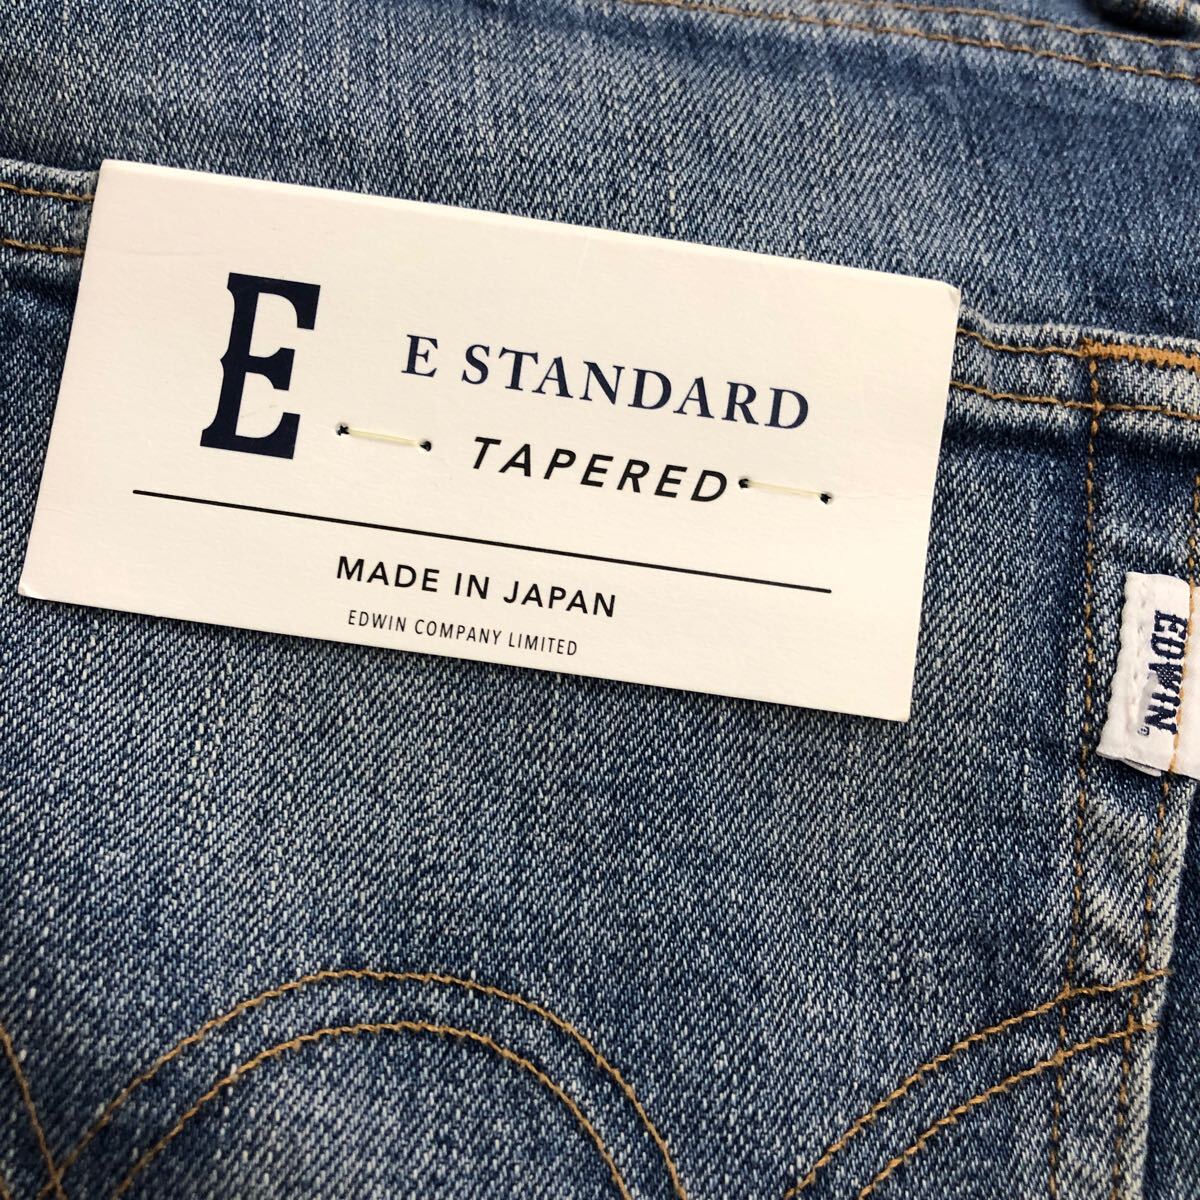 E
E STANDARD
TAPERED
MADE IN JAPAN
EDWIN COMPANY LIMITED
EDWIN®